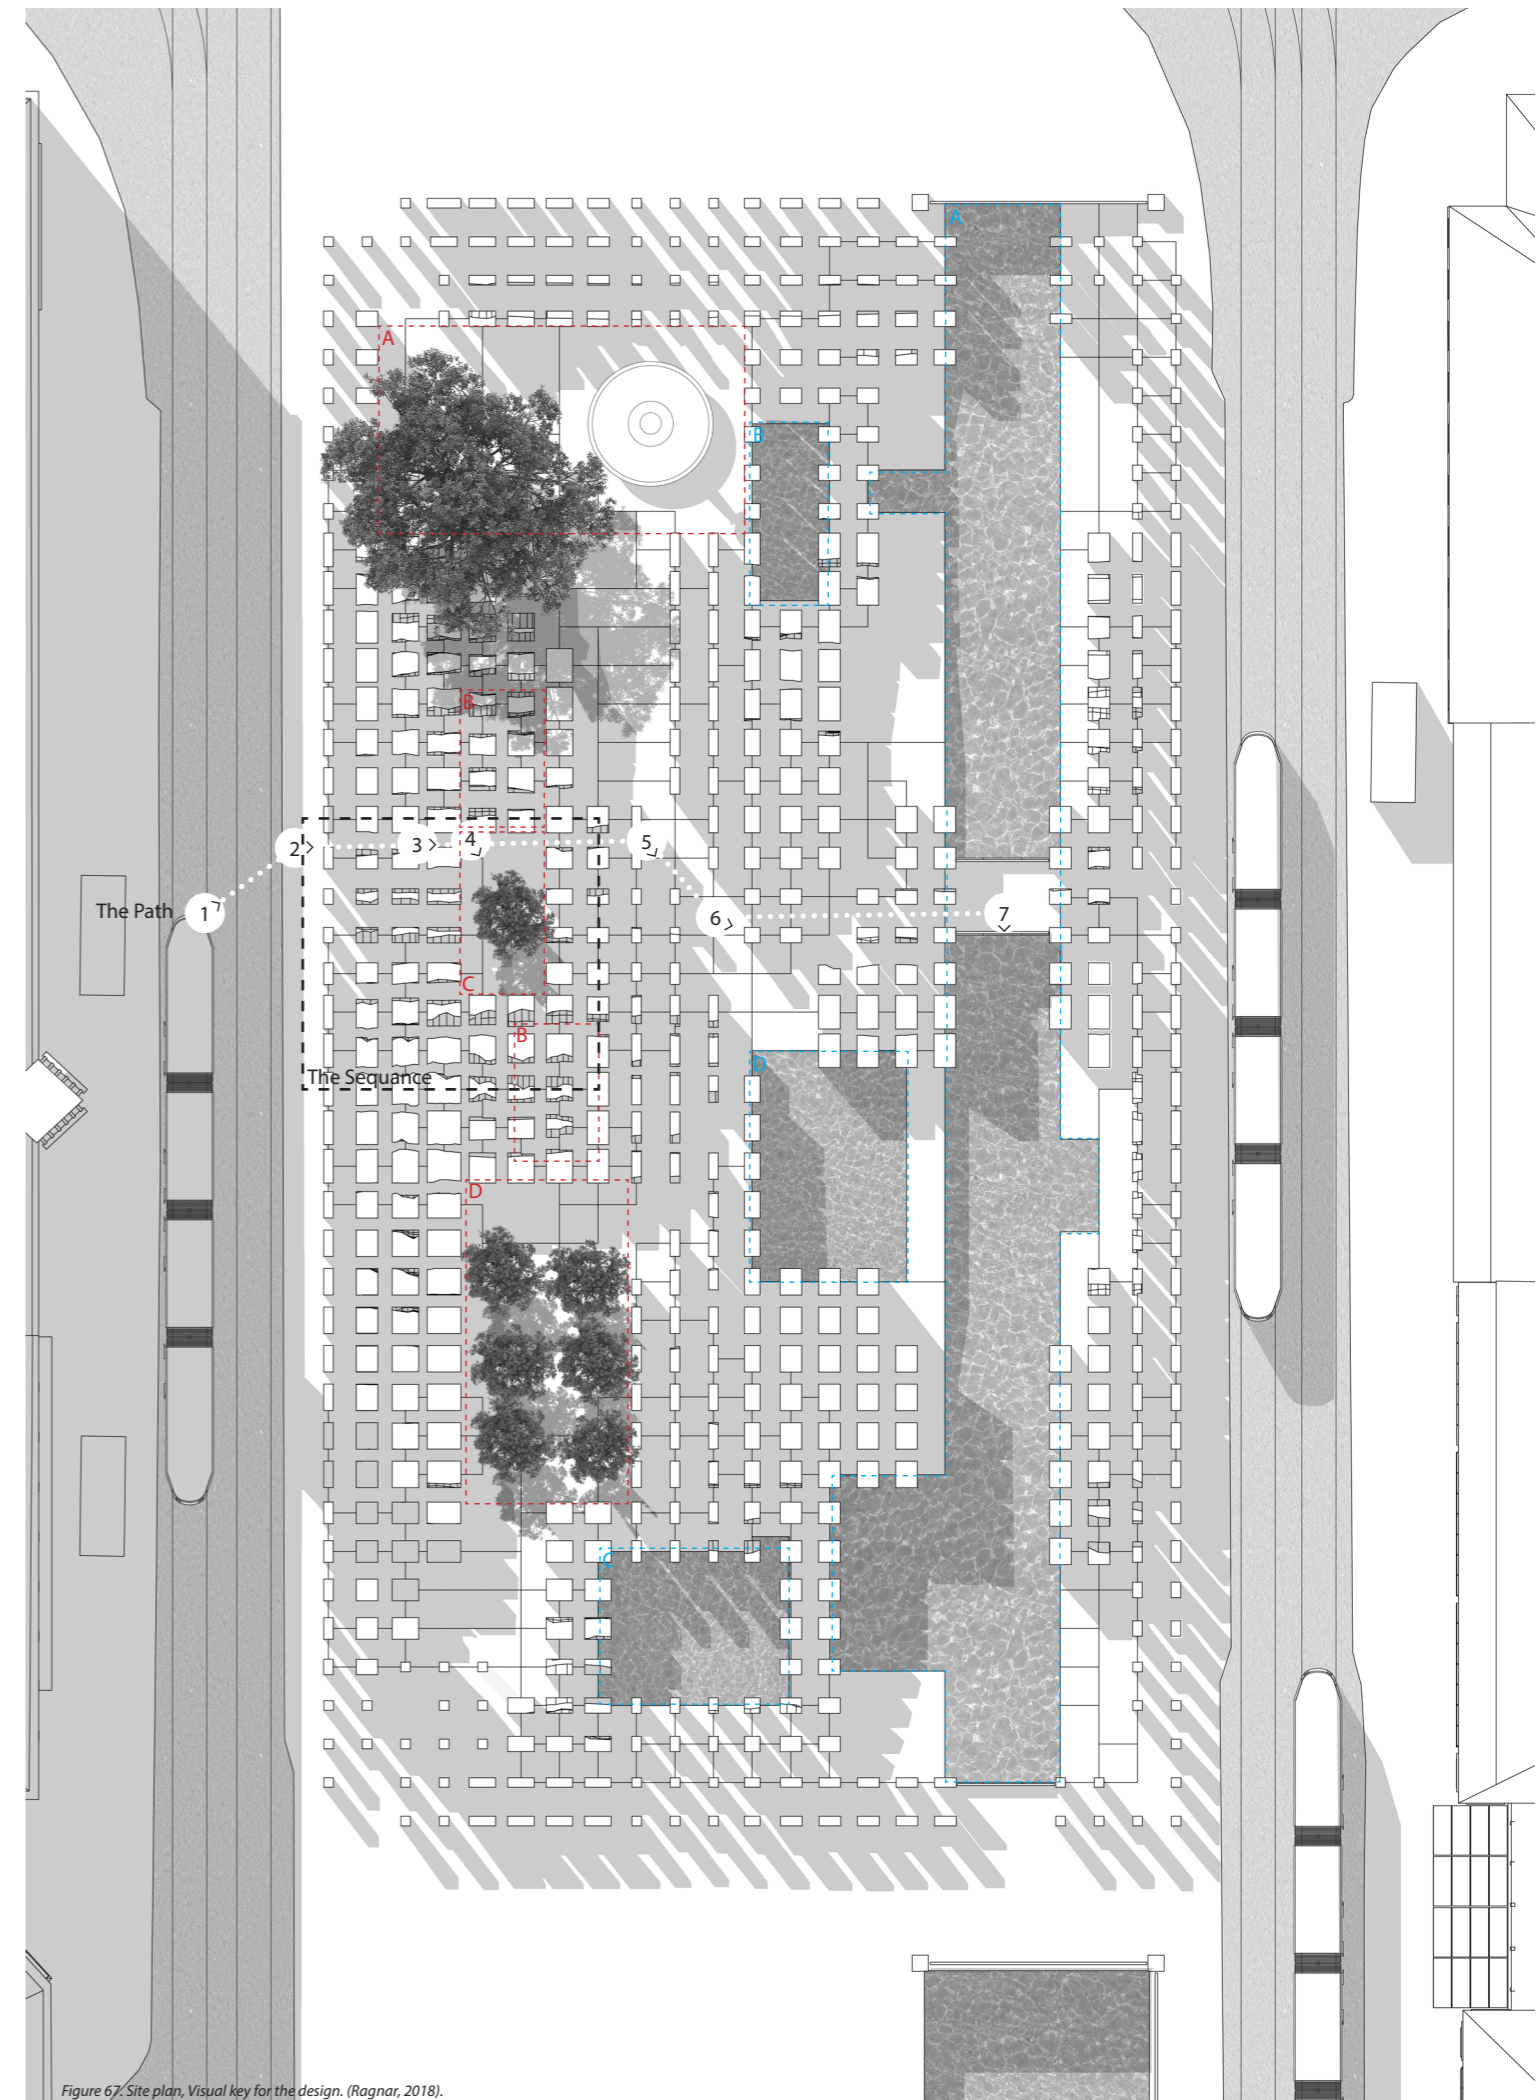 A
A
B
B
2
3
4
5
The Path
1
6
7
C
B
D
The Sequance
D
C
Figure 67. Site plan, Visual key for the design. (Ragnar, 2018).